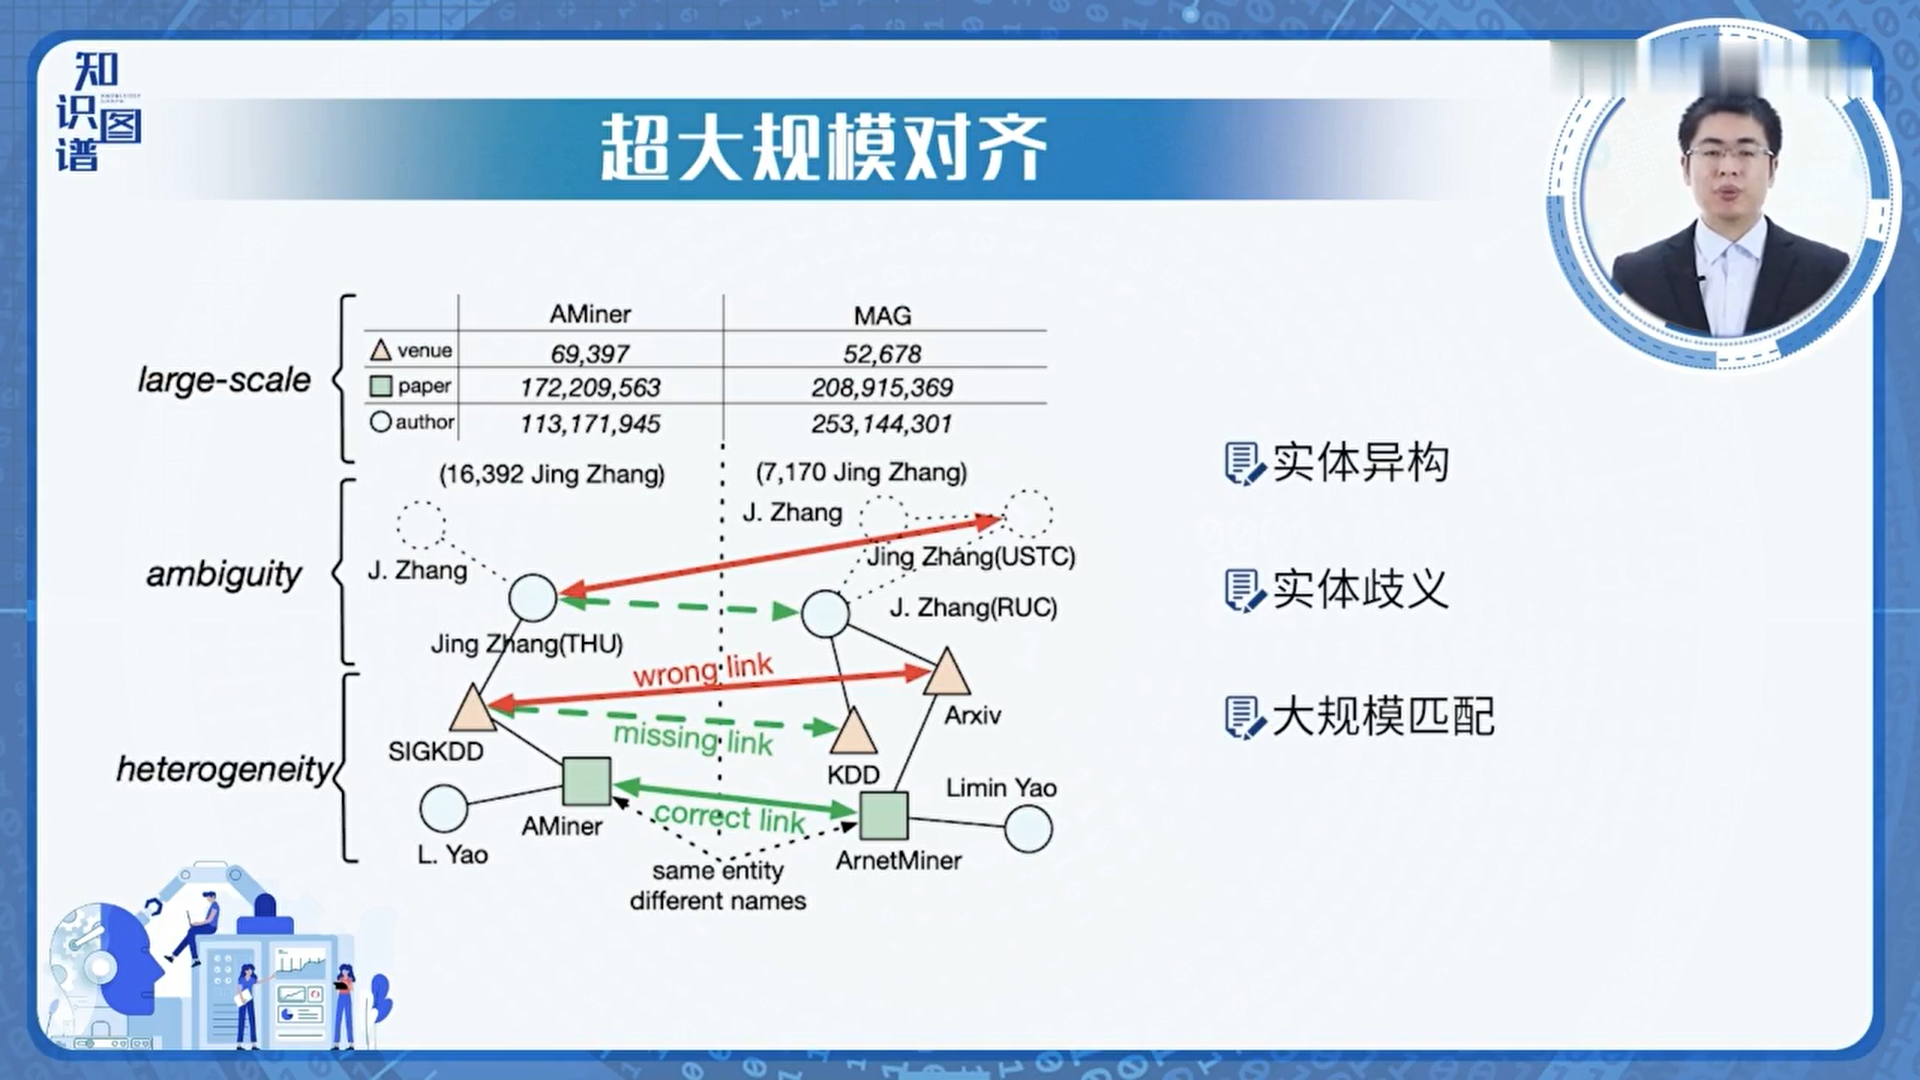 知识图谱
超大规模对齐
AMiner MAG
venue 69,397 52,678
large-scale
paper 172,209,563 208,915,369
author 113,171,945 253,144,301
(16,392 Jing Zhang) (7,170 Jing Zhang)
实体异构
J. Zhang
Jing Zhang(USTC)
ambiguity
J. Zhang
实体歧义
J. Zhang(RUC)
Jing Zhang(THU)
wrong link
Arxiv
大规模匹配
missing link
SIGKDD
heterogeneity
KDD
Limin Yao
correct link
AMiner
L. Yao
ArnetMiner
same entity
different names